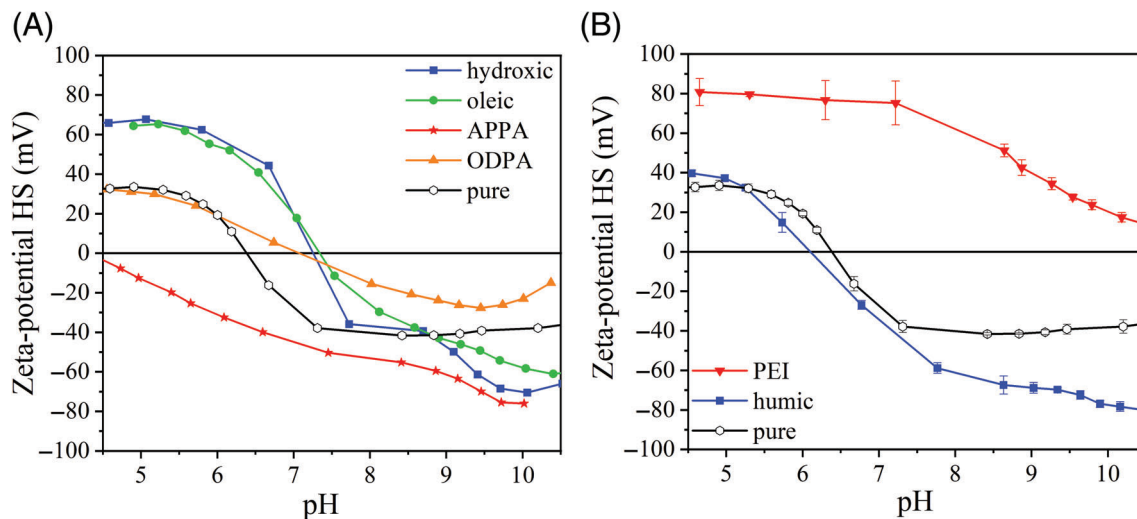 (A)
Zeta-potential HS (mV)
100
80
60
40
20
0
−20
−40
−60
−80
−100
hydroxic
oleic
APPA
ODPA
pure
5 6 7 8 9 10
pH
(B)
Zeta-potential HS (mV)
100
80
60
40
20
0
−20
−40
−60
−80
−100
PEI
humic
pure
5 6 7 8 9 10
pH